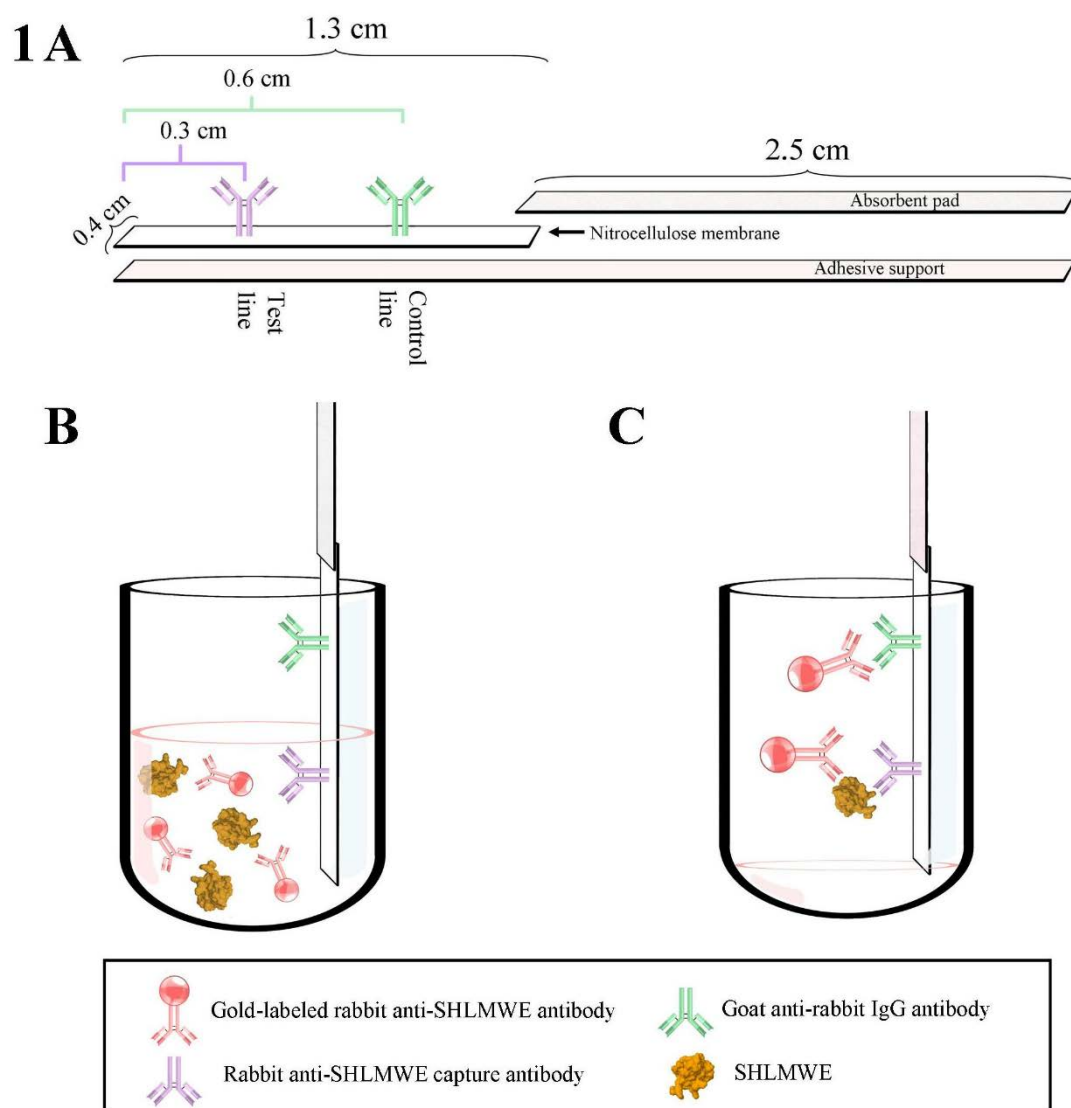 1A
1.3 cm
0.6 cm
0.3 cm
2.5 cm
0.4 cm
Absorbent pad
Nitrocellulose membrane
Adhesive support
Test
line
Control
line
B
C
Gold-labeled rabbit anti-SHLMWE antibody
Goat anti-rabbit IgG antibody
Rabbit anti-SHLMWE capture antibody
SHLMWE